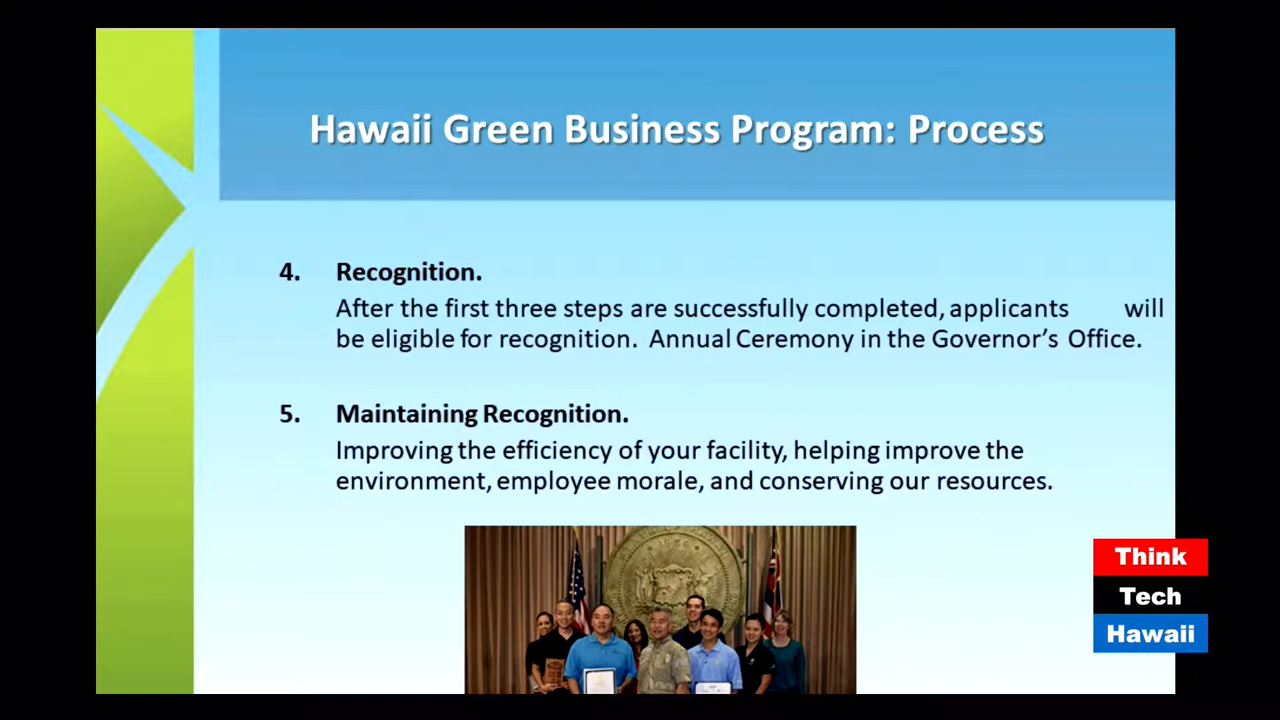 Hawaii Green Business Program: Process
4. Recognition.
After the first three steps are successfully completed, applicants will
be eligible for recognition. Annual Ceremony in the Governor's Office.
5. Maintaining Recognition.
Improving the efficiency of your facility, helping improve the
environment, employee morale, and conserving our resources.
Think
Tech
Hawaii